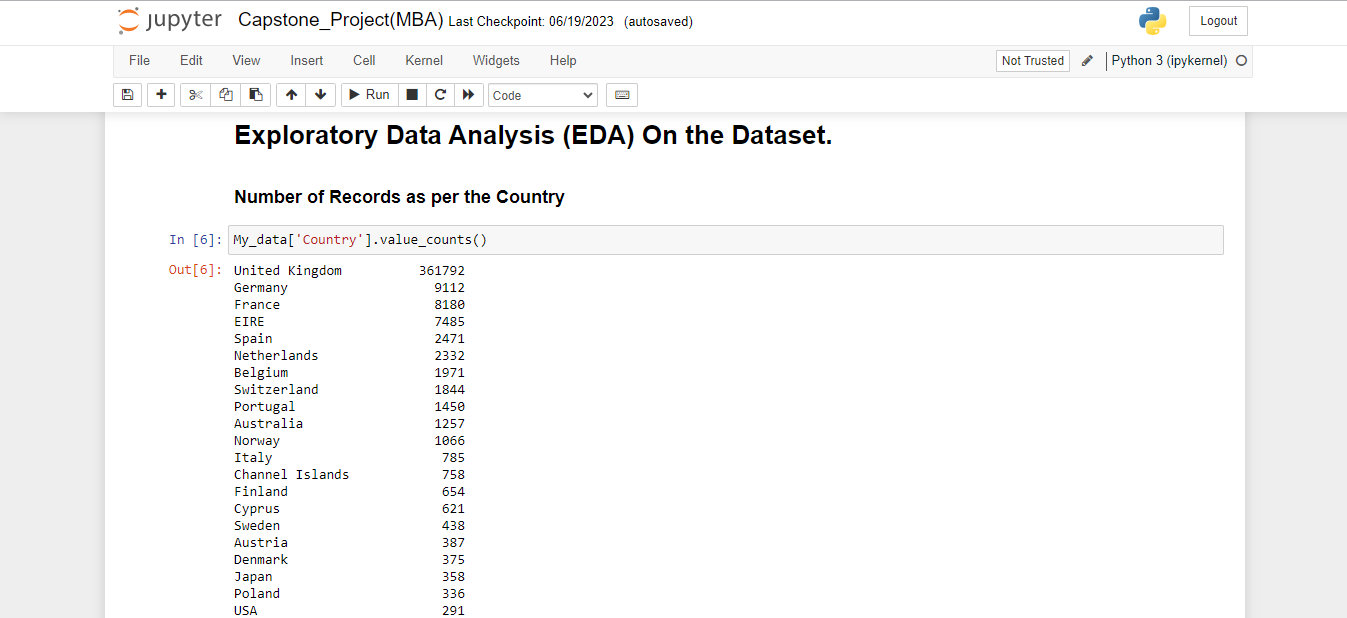 jupyter Capstone_Project(MBA) Last Checkpoint: 06/19/2023 (autosaved) Logout
File Edit View Insert Cell Kernel Widgets Help Not Trusted Python 3 (ipykernel)
Run Code
Exploratory Data Analysis (EDA) On the Dataset.
Number of Records as per the Country
In [6]: My_data['Country'].value_counts()
Out[6]: United Kingdom 361792
Germany 9112
France 8180
EIRE 7485
Spain 2471
Netherlands 2332
Belgium 1971
Switzerland 1844
Portugal 1450
Australia 1257
Norway 1066
Italy 785
Channel Islands 758
Finland 654
Cyprus 621
Sweden 438
Austria 387
Denmark 375
Japan 358
Poland 336
USA 291